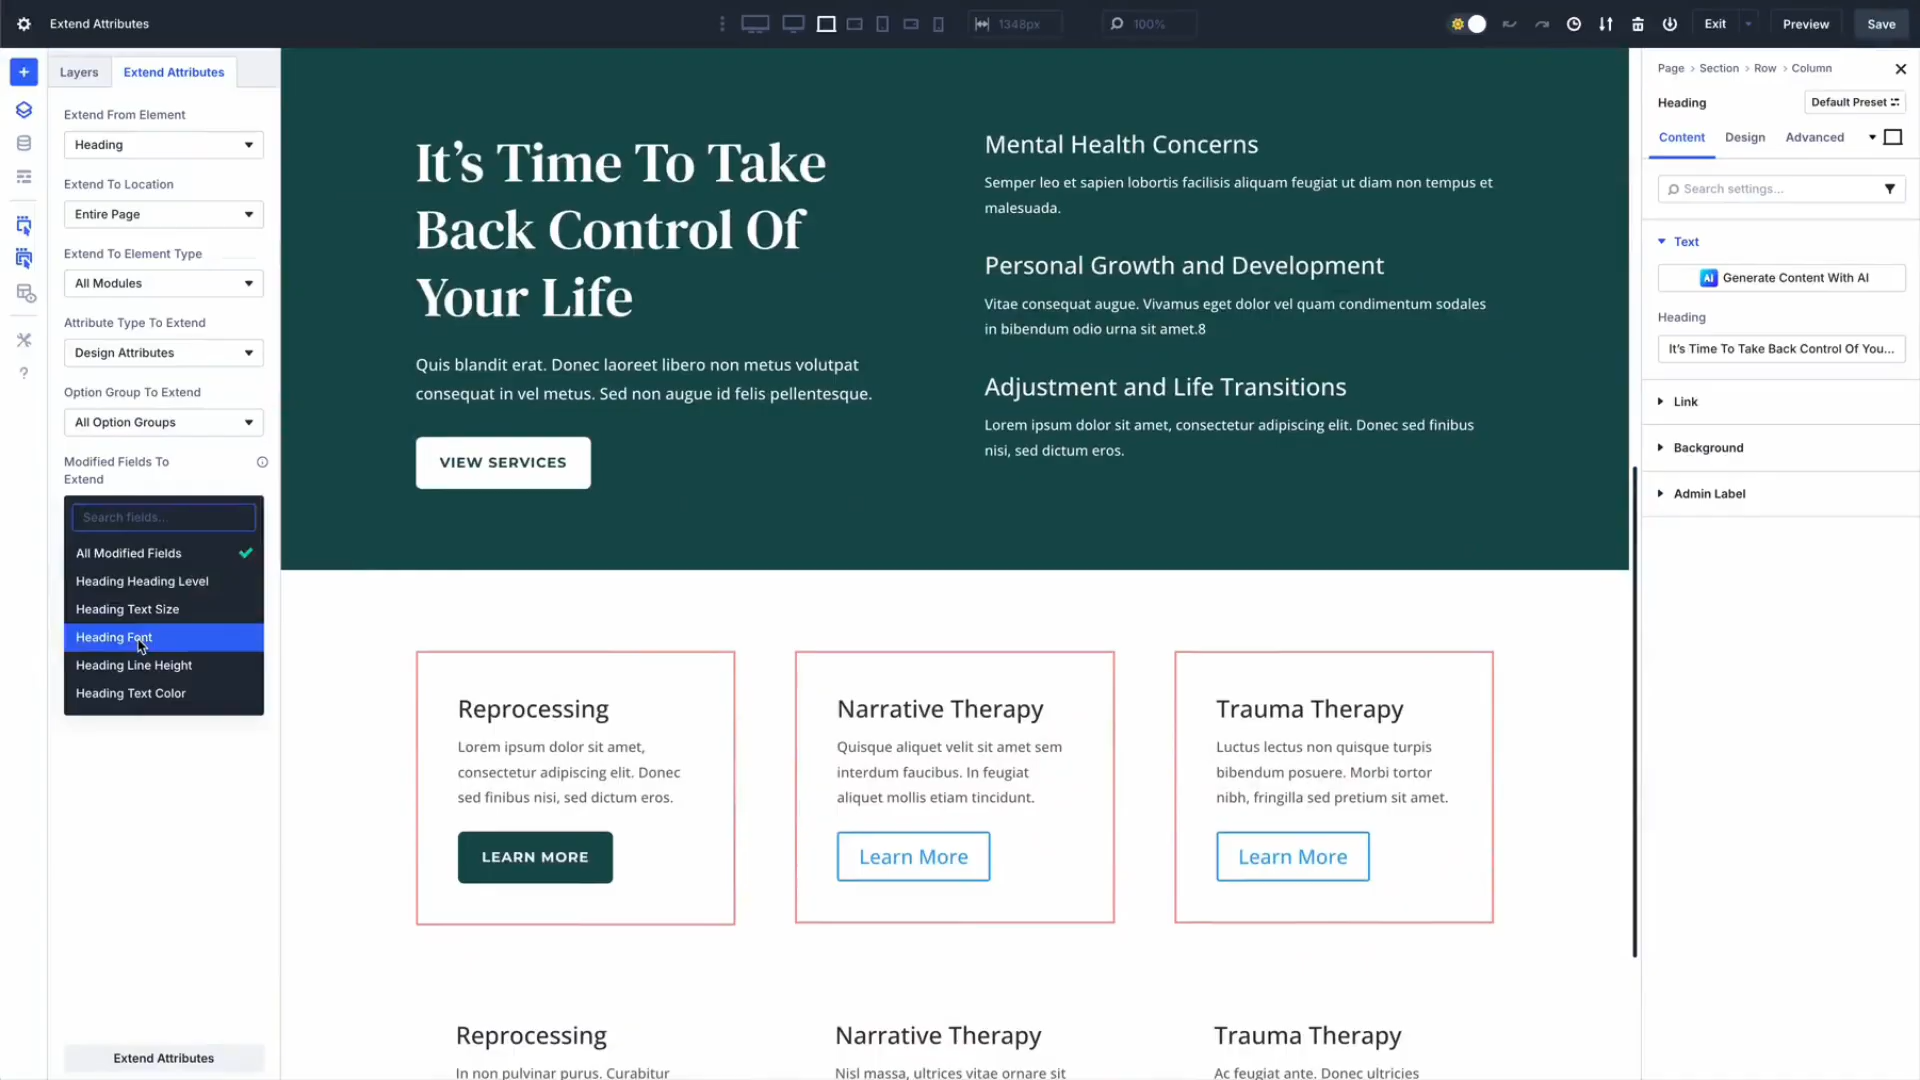 Extend Attributes
1348px
100%
Exit
Preview
Save
Layers
Extend Attributes
Extend From Element
Heading
Extend To Location
Entire Page
Extend To Element Type
All Modules
Attribute Type To Extend
Design Attributes
Option Group To Extend
All Option Groups
Modified Fields To
Extend
Search fields...
All Modified Fields
Heading Heading Level
Heading Text Size
Heading Font
Heading Line Height
Heading Text Color
Extend Attributes
It’s Time To Take
Back Control Of
Your Life
Quis blandit erat. Donec laoreet libero non metus volutpat
consequat in vel metus. Sed non augue id felis pellentesque.
VIEW SERVICES
Mental Health Concerns
Semper leo et sapien lobortis facilisis aliquam feugiat ut diam non tempus et
malesuada.
Personal Growth and Development
Vitae consequat augue. Vivamus eget dolor vel quam condimentum sodales
in bibendum odio urna sit amet.8
Adjustment and Life Transitions
Lorem ipsum dolor sit amet, consectetur adipiscing elit. Donec sed finibus
nisi, sed dictum eros.
Reprocessing
Lorem ipsum dolor sit amet,
consectetur adipiscing elit. Donec
sed finibus nisi, sed dictum eros.
LEARN MORE
Narrative Therapy
Quisque aliquet velit sit amet sem
interdum faucibus. In feugiat
aliquet mollis etiam tincidunt.
Learn More
Trauma Therapy
Luctus lectus non quisque turpis
bibendum posuere. Morbi tortor
nibh, fringilla sed pretium sit amet.
Learn More
Reprocessing
In non pulvinar purus. Curabitur
Narrative Therapy
Nisl massa, ultrices vitae ornare sit
Trauma Therapy
Ac feugiat ante. Donec ultricies
Page > Section > Row > Column
Heading
Default Preset
Content
Design
Advanced
Search settings...
Text
AI Generate Content With AI
Heading
It’s Time To Take Back Control Of You...
Link
Background
Admin Label